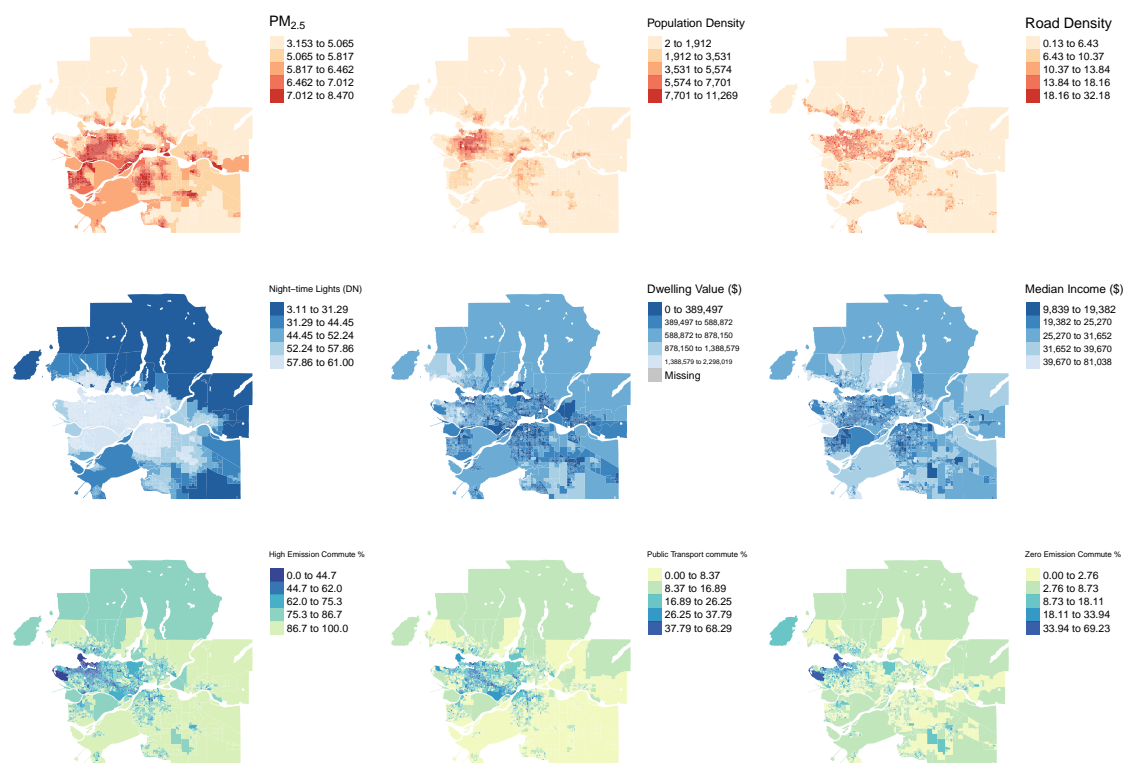 PM2.5
3.153 to 5.065
5.065 to 5.817
5.817 to 6.462
6.462 to 7.012
7.012 to 8.470
Population Density
2 to 1,912
1,912 to 3,531
3,531 to 5,574
5,574 to 7,701
7,701 to 11,269
Road Density
0.13 to 6.43
6.43 to 10.37
10.37 to 13.84
13.84 to 18.16
18.16 to 32.18
Night−time Lights (DN)
3.11 to 31.29
31.29 to 44.45
44.45 to 52.24
52.24 to 57.86
57.86 to 61.00
Dwelling Value ($)
0 to 389,497
389,497 to 588,872
588,872 to 878,150
878,150 to 1,388,579
1,388,579 to 2,298,019
Missing
Median Income ($)
9,839 to 19,382
19,382 to 25,270
25,270 to 31,652
31,652 to 39,670
39,670 to 81,038
High Emission Commute %
0.0 to 44.7
44.7 to 62.0
62.0 to 75.3
75.3 to 86.7
86.7 to 100.0
Public Transport commute %
0.00 to 8.37
8.37 to 16.89
16.89 to 26.25
26.25 to 37.79
37.79 to 68.29
Zero Emission Commute %
0.00 to 2.76
2.76 to 8.73
8.73 to 18.11
18.11 to 33.94
33.94 to 69.23